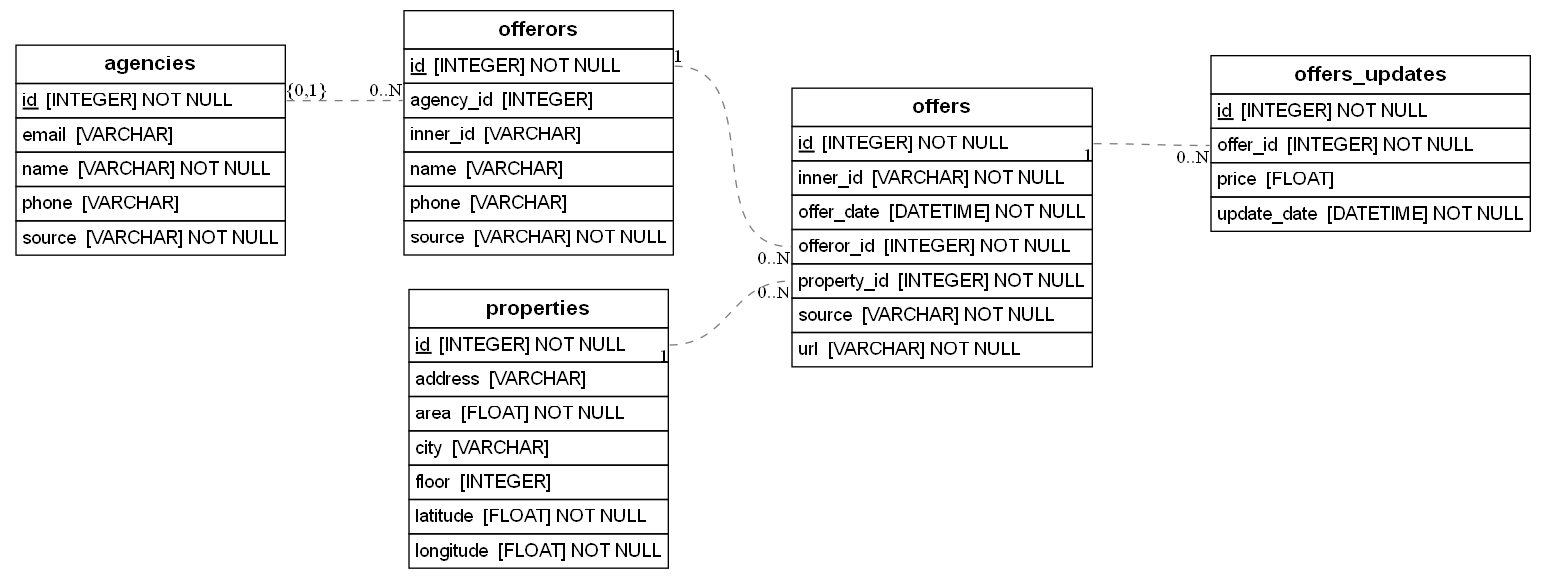 agencies
id [INTEGER] NOT NULL
email [VARCHAR]
name [VARCHAR] NOT NULL
phone [VARCHAR]
source [VARCHAR] NOT NULL
{0,1}
0..N
offerors
id [INTEGER] NOT NULL
agency_id [INTEGER]
inner_id [VARCHAR]
name [VARCHAR]
phone [VARCHAR]
source [VARCHAR] NOT NULL
1
0..N
properties
id [INTEGER] NOT NULL
address [VARCHAR]
area [FLOAT] NOT NULL
city [VARCHAR]
floor [INTEGER]
latitude [FLOAT] NOT NULL
longitude [FLOAT] NOT NULL
1
0..N
offers
id [INTEGER] NOT NULL
inner_id [VARCHAR] NOT NULL
offer_date [DATETIME] NOT NULL
offeror_id [INTEGER] NOT NULL
property_id [INTEGER] NOT NULL
source [VARCHAR] NOT NULL
url [VARCHAR] NOT NULL
1
0..N
offers_updates
id [INTEGER] NOT NULL
offer_id [INTEGER] NOT NULL
price [FLOAT]
update_date [DATETIME] NOT NULL